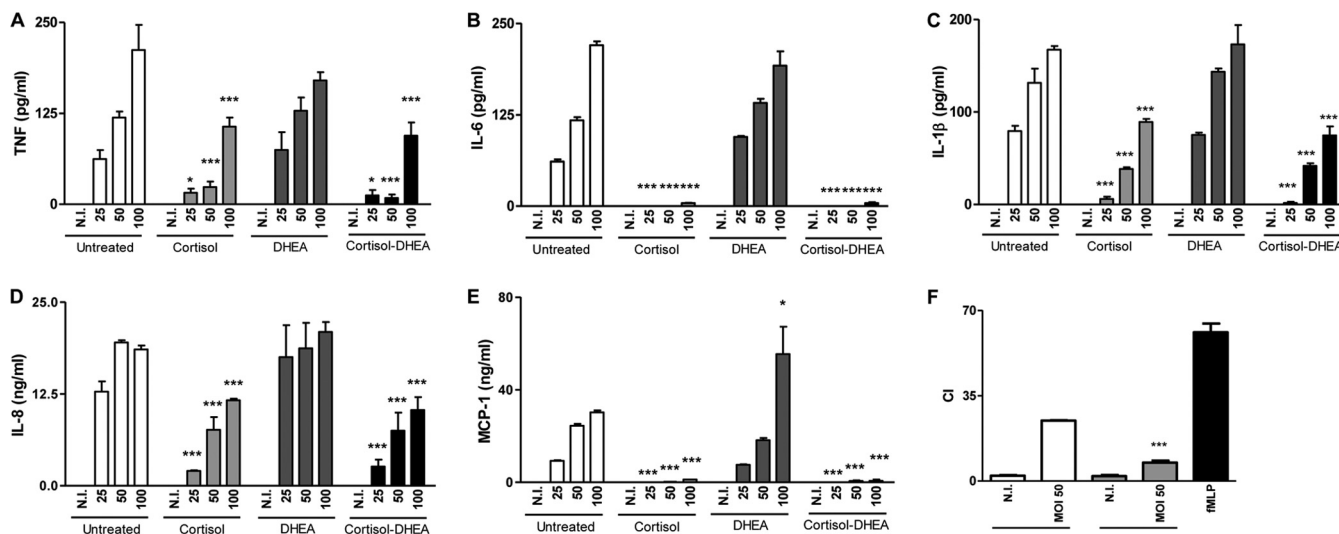 A
250
125
0
TNF (pg/ml)
* *** ***
* *** ***
N.I. 25 50 100 N.I. 25 50 100 N.I. 25 50 100 N.I. 25 50 100
Untreated Cortisol DHEA Cortisol-DHEA
B
250
125
0
IL-6 (pg/ml)
*** *** *** *** *** ***
N.I. 25 50 100 N.I. 25 50 100 N.I. 25 50 100 N.I. 25 50 100
Untreated Cortisol DHEA Cortisol-DHEA
C
200
100
0
IL-1β (pg/ml)
*** *** ***
*** *** ***
N.I. 25 50 100 N.I. 25 50 100 N.I. 25 50 100 N.I. 25 50 100
Untreated Cortisol DHEA Cortisol-DHEA
D
25.0
12.5
0.0
IL-8 (ng/ml)
*** *** ***
*** *** ***
N.I. 25 50 100 N.I. 25 50 100 N.I. 25 50 100 N.I. 25 50 100
Untreated Cortisol DHEA Cortisol-DHEA
E
80
40
0
MCP-1 (ng/ml)
*** *** ***
*
*** *** ***
N.I. 25 50 100 N.I. 25 50 100 N.I. 25 50 100 N.I. 25 50 100
Untreated Cortisol DHEA Cortisol-DHEA
F
70
35
0
CI
***
N.I. MOI 50 N.I. MOI 50 fMLP